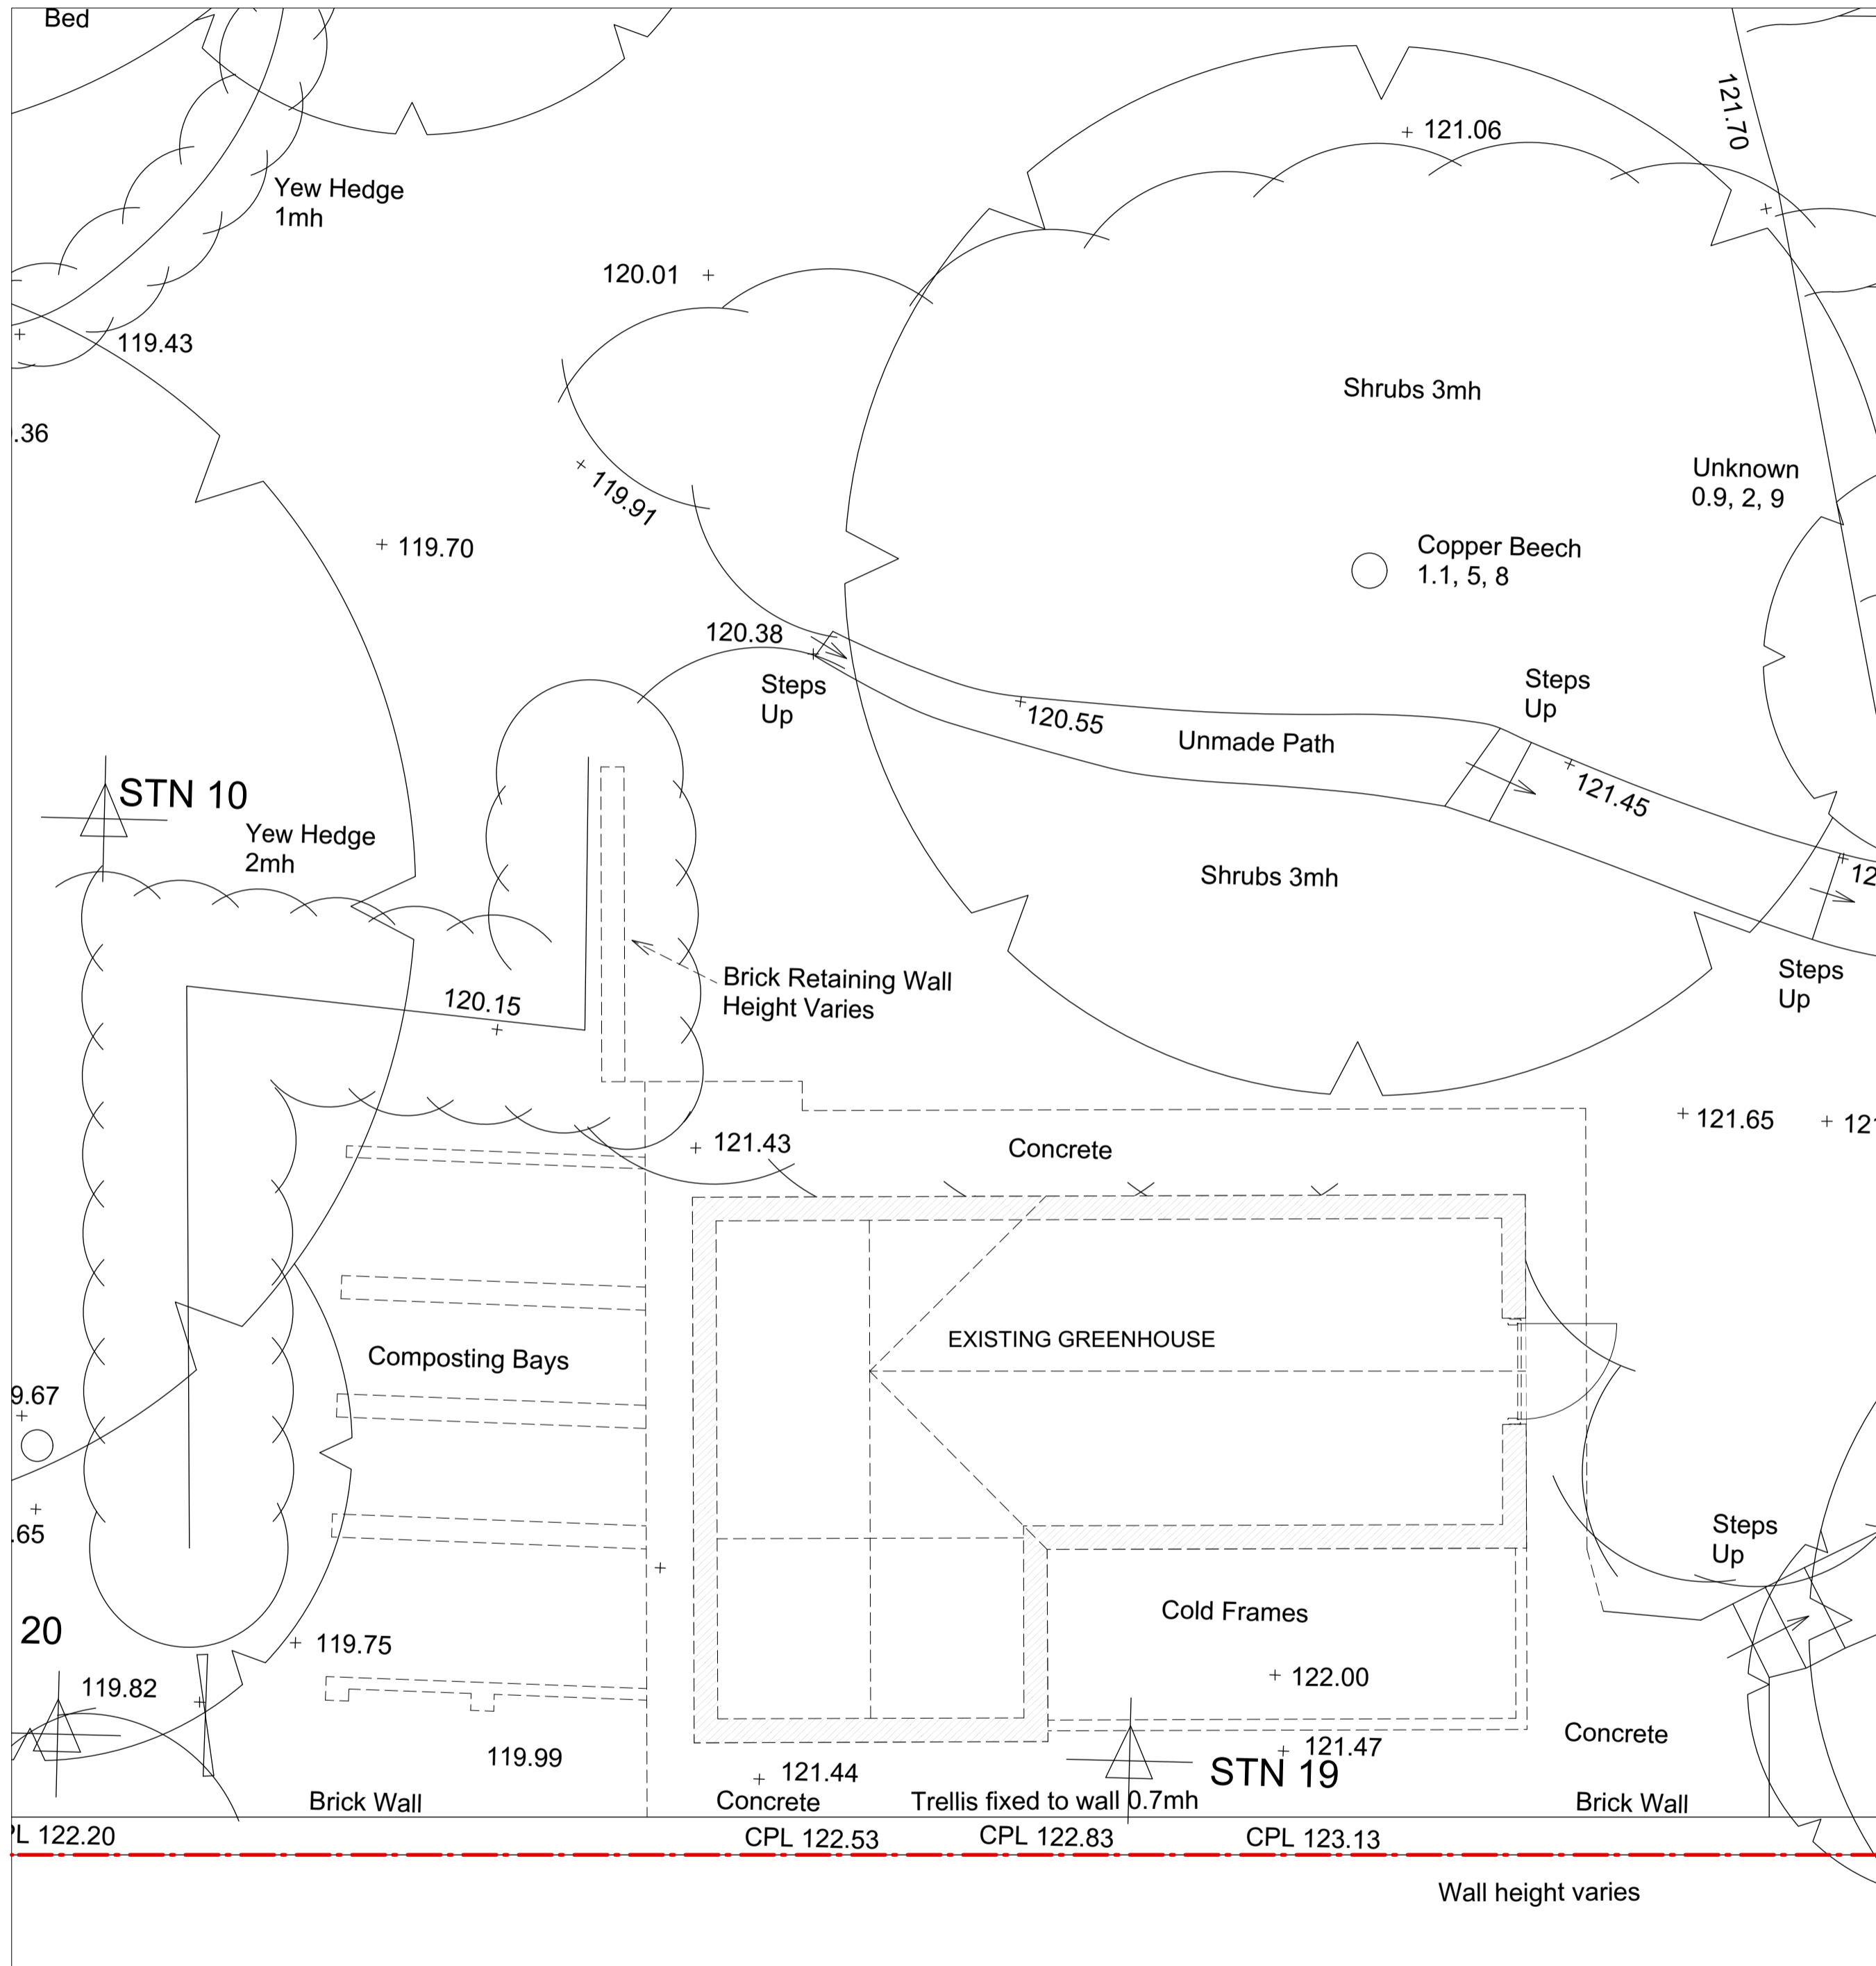 Bed
121.70
121.06
Yew Hedge
1mh
120.01
119.43
Shrubs 3mh
.36
Unknown
0.9, 2, 9
119.91
119.70
Copper Beech
1.1, 5, 8
120.38
Steps
Up
Steps
Up
120.55
Unmade Path
121.45
STN 10
Yew Hedge
2mh
Shrubs 3mh
12
Brick Retaining Wall
Height Varies
Steps
Up
120.15
121.65
121
121.43
Concrete
EXISTING GREENHOUSE
Composting Bays
9.67
.65
Steps
Up
Cold Frames
20
119.75
122.00
119.82
Concrete
119.99
121.47
121.44
STN 19
Brick Wall
Concrete
Trellis fixed to wall 0.7mh
Brick Wall
PL 122.20
CPL 122.53
CPL 122.83
CPL 123.13
Wall height varies